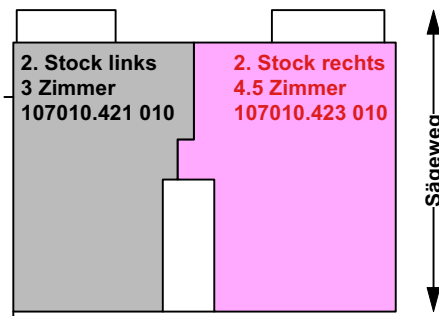 2. Stock links
3 Zimmer
107010.421 010
2. Stock rechts
4.5 Zimmer
107010.423 010
Sägeweg